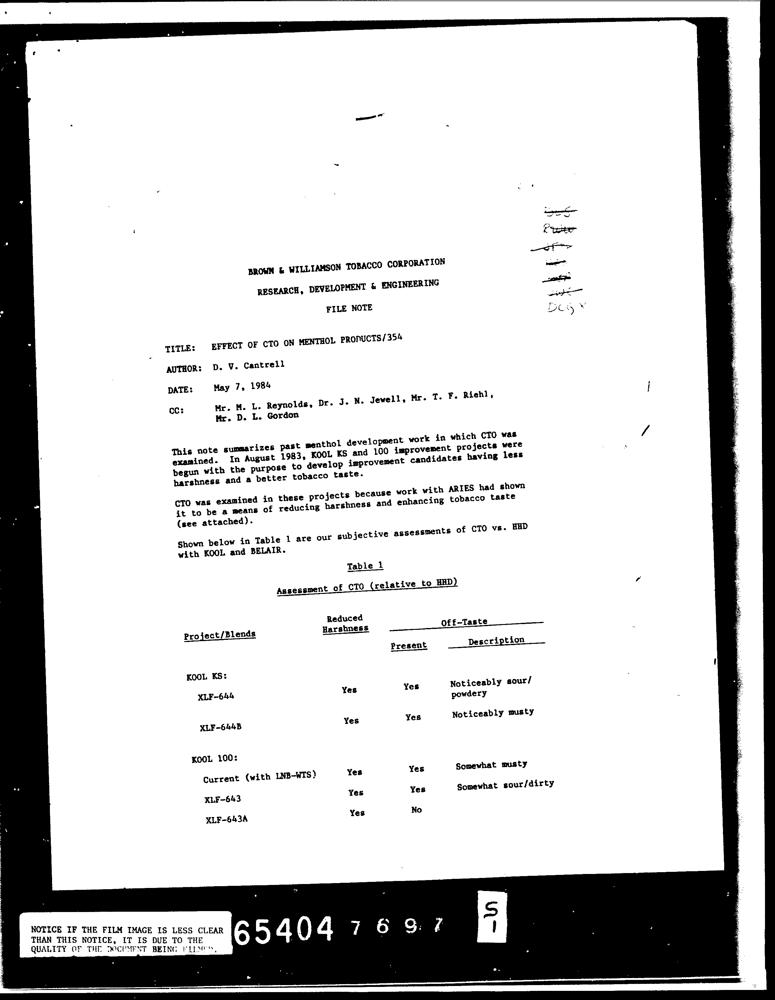 DCG
BROWN & WILLIAMSON TOBACCO CORPORATION
RESEARCH, DEVELOPMENT & ENGINEERING
FILE NOTE
TITLE: EFFECT OF CTO ON MENTHOL PRODUCTS/354
AUTHOR: D. V. Cantrell
DATE: May 7, 1984
CC: Mr. M. L. Reynolds, Dr. J. N. Jewell, Mr. T. F. Riehl,
Mr. D. L. Gordon
This note summarizes past menthol development work in which CTO was
examined. In August 1983, KOOL KS and 100 improvement projects were
begun with the purpose to develop improvement candidates having less
harshness and a better tobacco taste.
CTO was examined in these projects because work with ARIES had shown
it to be a means of reducing harshness and enhancing tobacco taste
(see attached).
Shown below in Table 1 are our subjective assessments of CTO vs. HHD
with KOOL and BELAIR.
Table 1
Assessment of CTO (relative to HHD)
Project/Blends Reduced Harshness Off-Taste
Present Description
KOOL KS:
XLF-644 Yes Yes Noticeably sour/
powdery
XLF-644B Yes Yes Noticeably musty
KOOL 100:
Current (with LNB-WTS) Yes Yes Somewhat musty
XLF-643 Yes Yes Somewhat sour/dirty
XLF-643A Yes No
NOTICE IF THE FILM IMAGE IS LESS CLEAR
THAN THIS NOTICE, IT IS DUE TO THE
QUALITY OF THE DOCUMENT BEING FILMED.
65404 7697